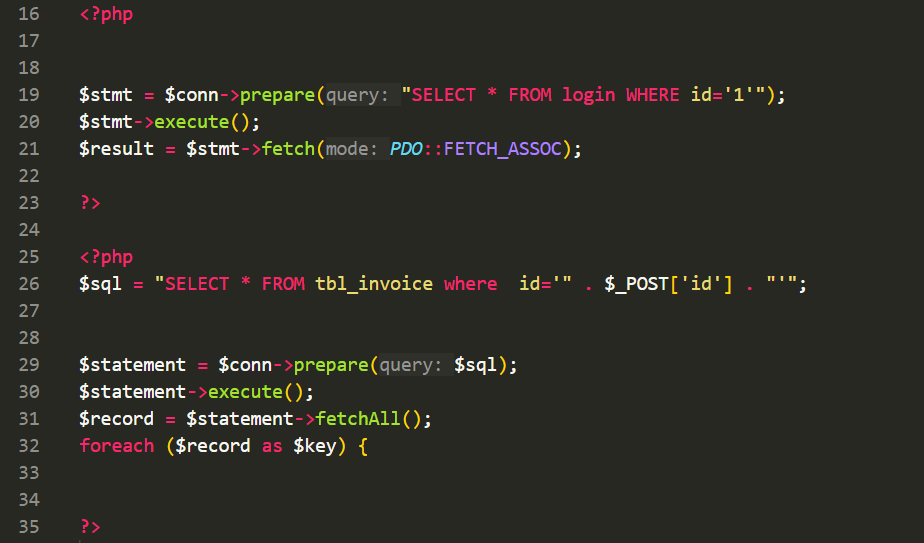 16 <?php
17
18
19 $stmt = $conn->prepare(query: "SELECT * FROM login WHERE id='1'");
20 $stmt->execute();
21 $result = $stmt->fetch(mode: PDO::FETCH_ASSOC);
22
23 ?>
24
25 <?php
26 $sql = "SELECT * FROM tbl_invoice where  id='" . $_POST['id'] . "'";
27
28
29 $statement = $conn->prepare(query: $sql);
30 $statement->execute();
31 $record = $statement->fetchAll();
32 foreach ($record as $key) {
33
34
35 ?>